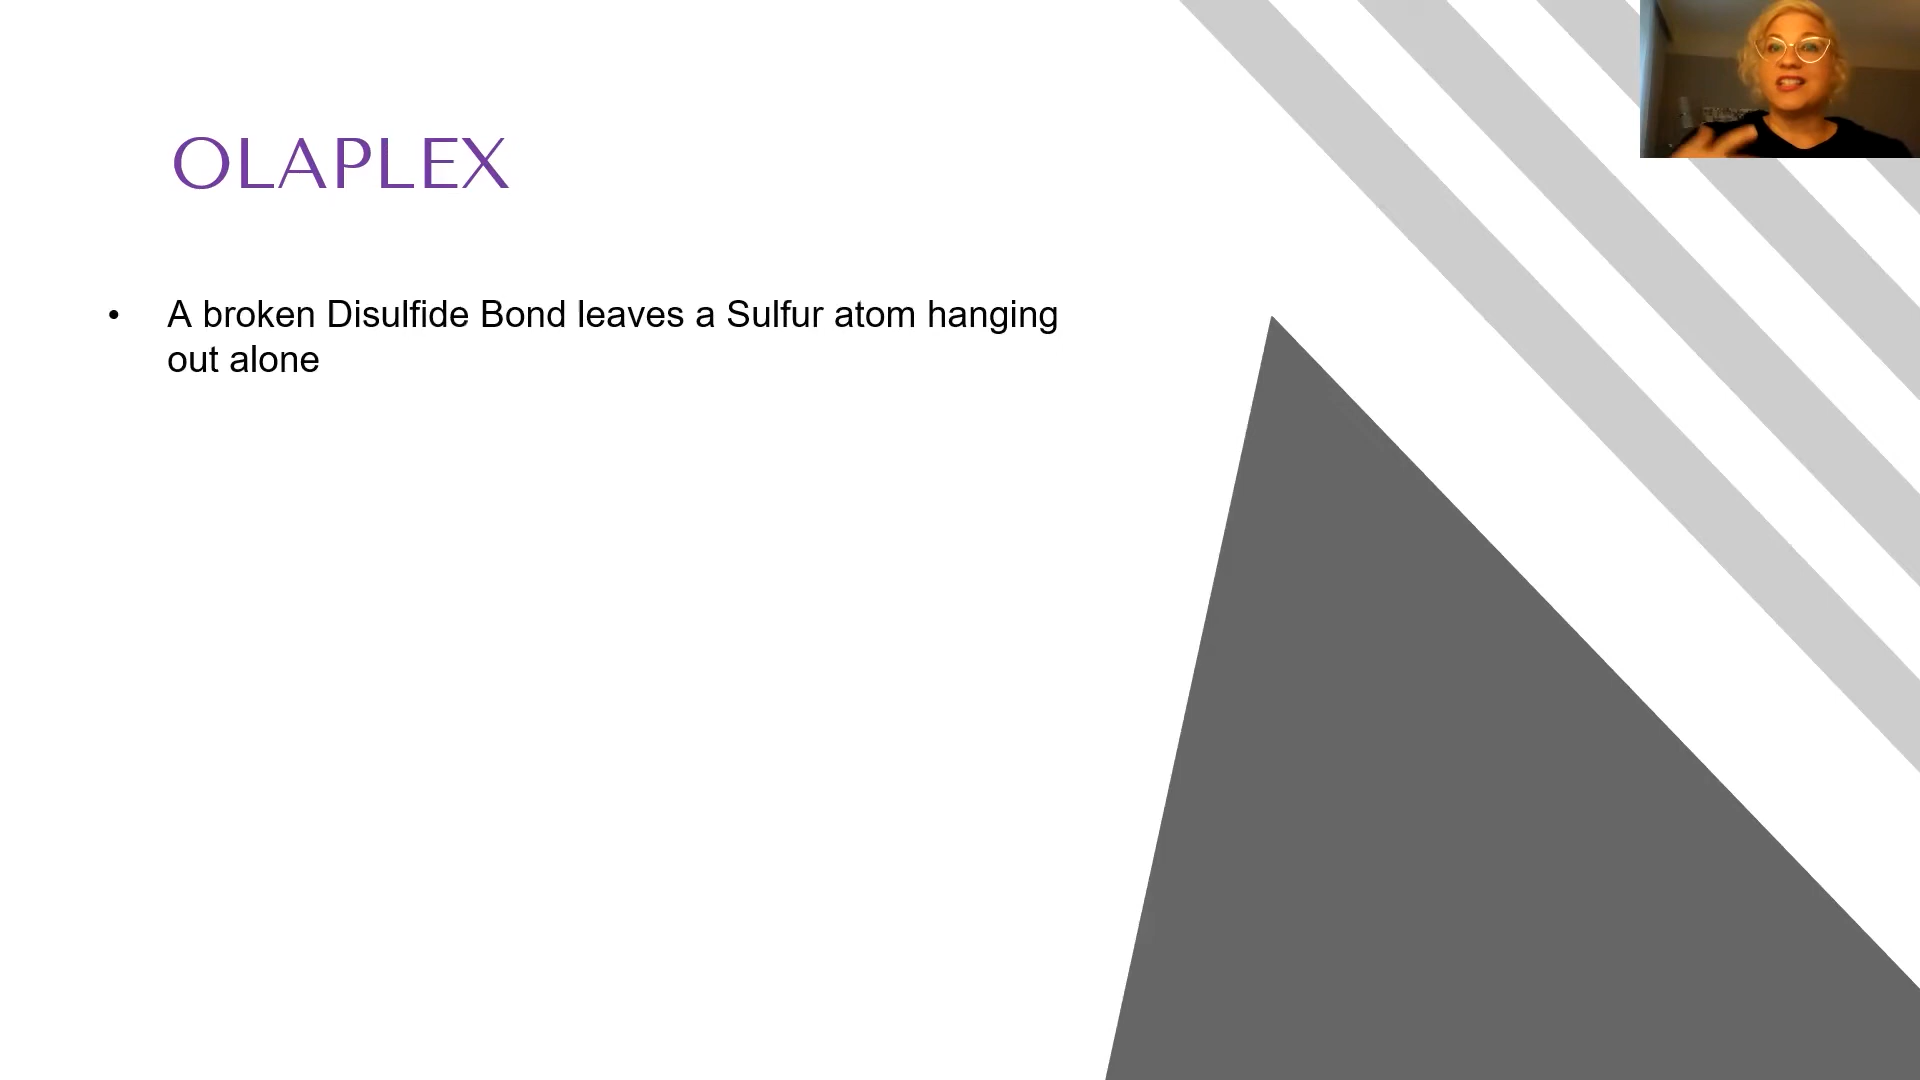 OLAPLEX
• A broken Disulfide Bond leaves a Sulfur atom hanging
out alone